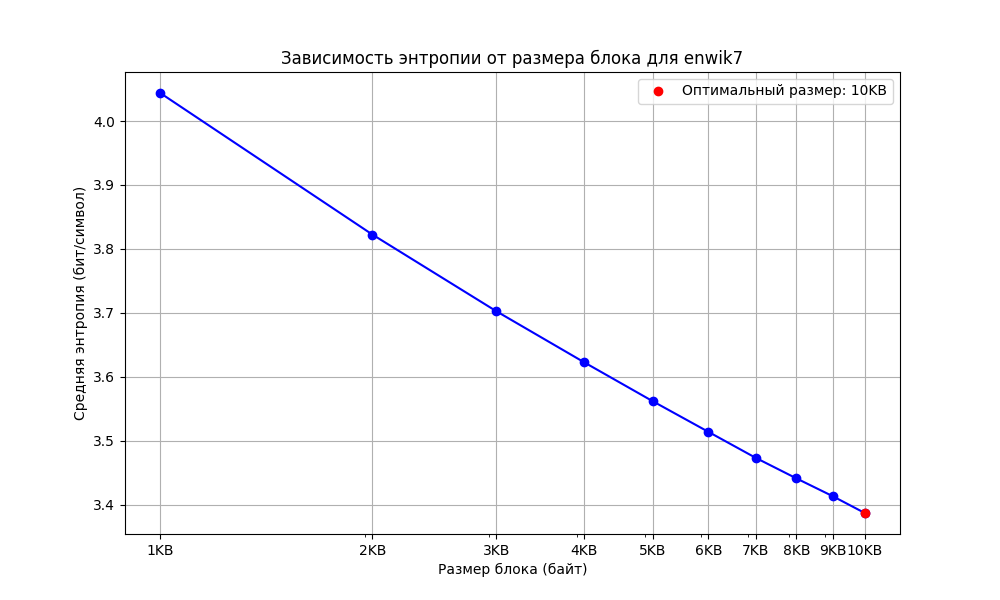 Зависимость энтропии от размера блока для enwik7
Оптимальный размер: 10KB
Средняя энтропия (бит/символ)
4.0
3.9
3.8
3.7
3.6
3.5
3.4
1KB 2KB 3KB 4KB 5KB 6KB 7KB 8KB 9KB 10KB
Размер блока (байт)